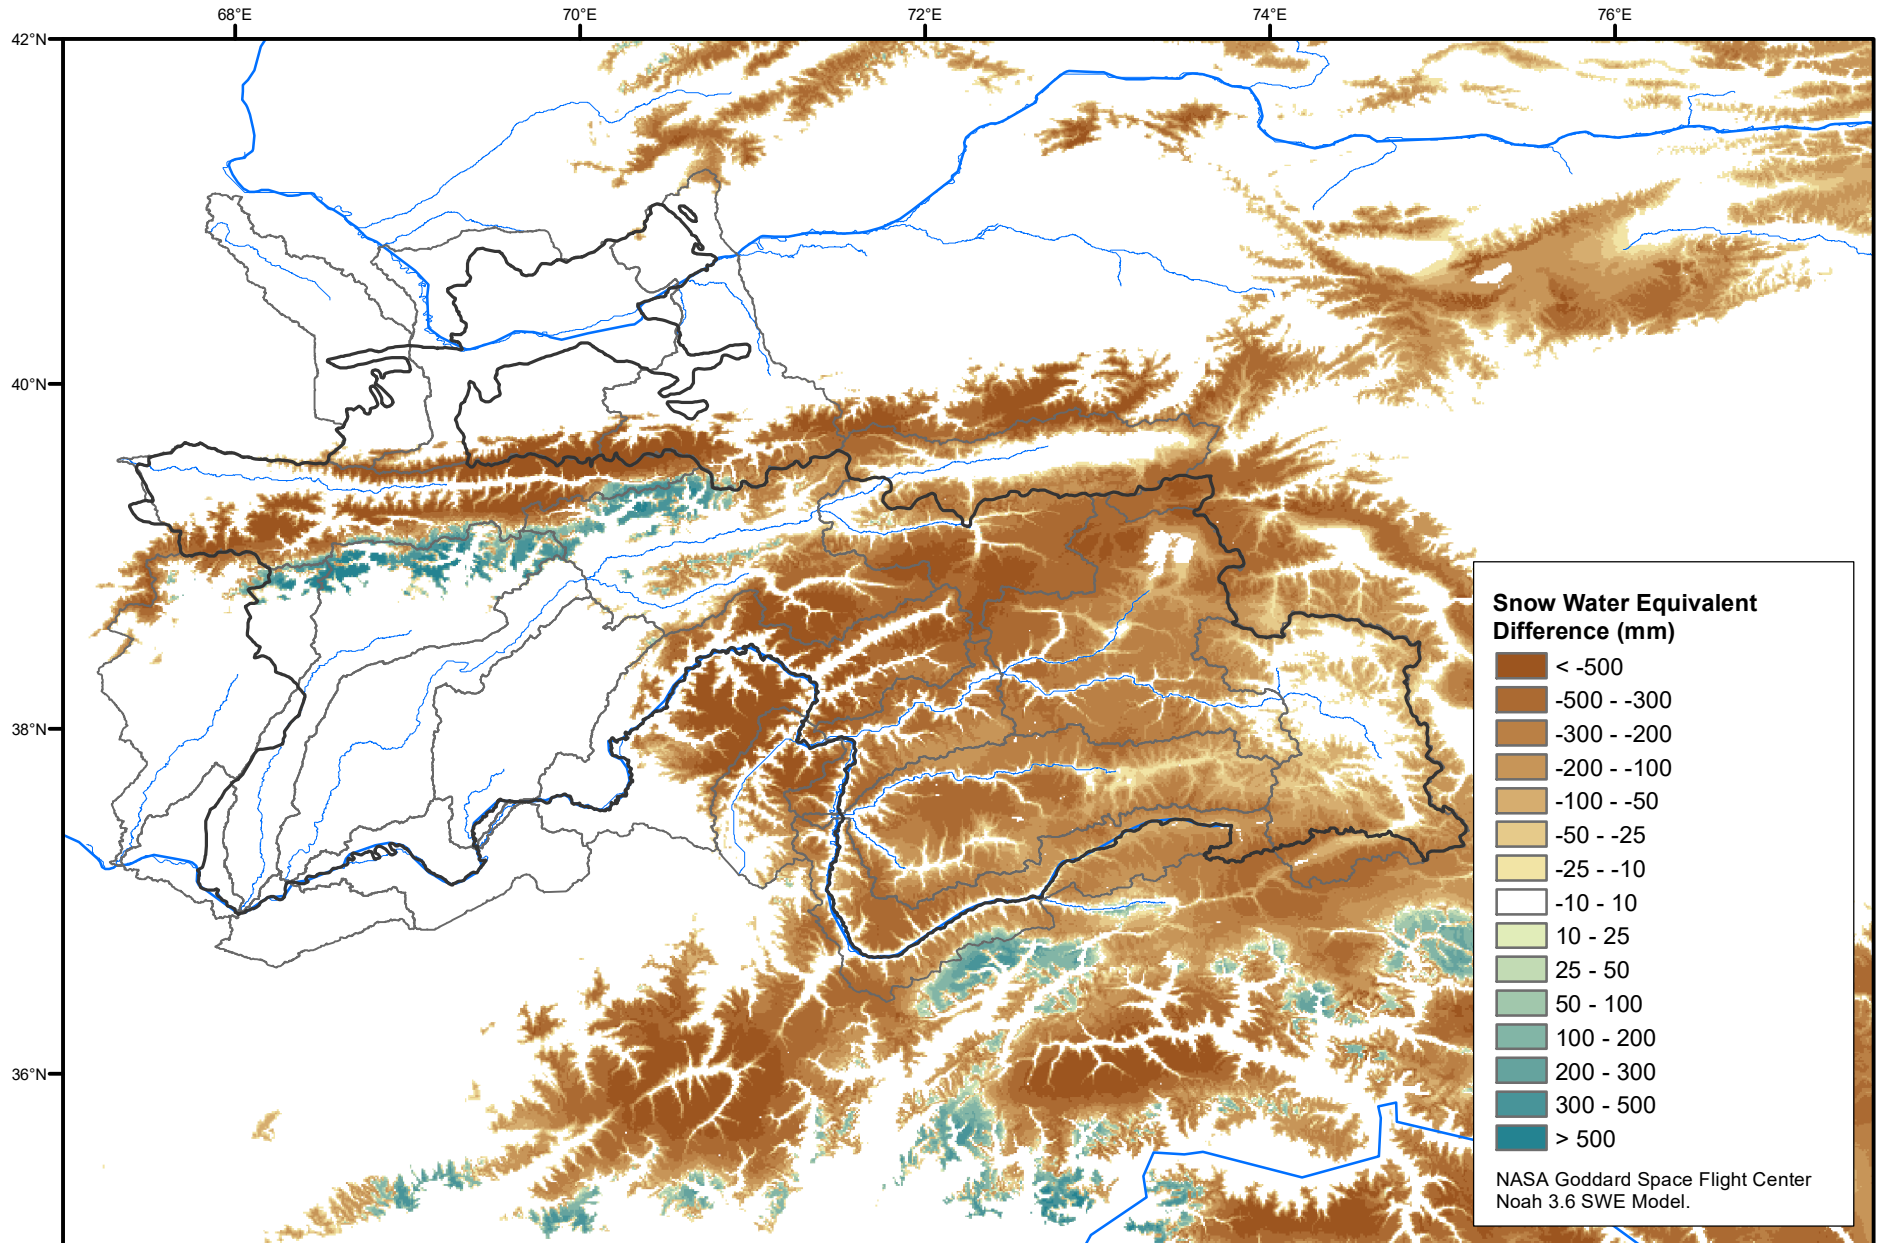 68°E
70°E
72°E
74°E
76°E
42°N
40°N
38°N
36°N
Snow Water Equivalent
Difference (mm)
< -500
-500 - -300
-300 - -200
-200 - -100
-100 - -50
-50 - -25
-25 - -10
-10 - 10
10 - 25
25 - 50
50 - 100
100 - 200
200 - 300
300 - 500
> 500
NASA Goddard Space Flight Center
Noah 3.6 SWE Model.